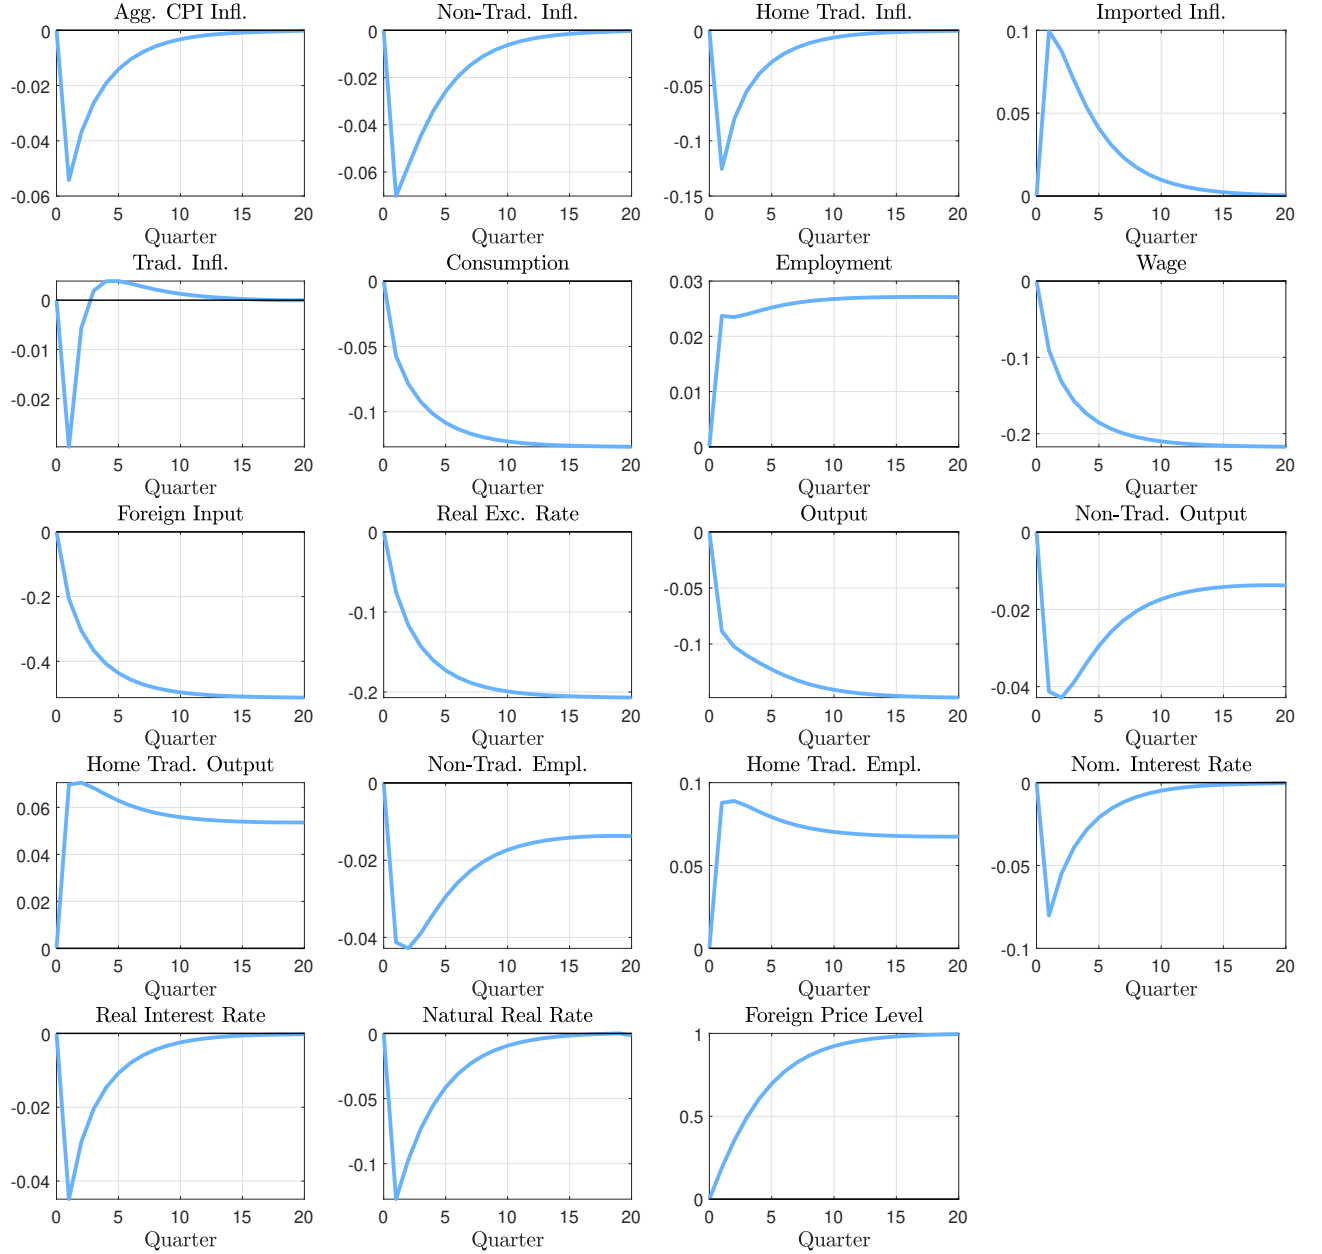 Agg. CPI Infl.
0
-0.02
-0.04
-0.06
0 5 10 15 20
Quarter
Non-Trad. Infl.
0
-0.02
-0.04
-0.06
0 5 10 15 20
Quarter
Home Trad. Infl.
0
-0.05
-0.1
-0.15
0 5 10 15 20
Quarter
Imported Infl.
0.1
0.05
0
0 5 10 15 20
Quarter
Trad. Infl.
0
-0.01
-0.02
0 5 10 15 20
Quarter
Consumption
0
-0.05
-0.1
0 5 10 15 20
Quarter
Employment
0.03
0.02
0.01
0
0 5 10 15 20
Quarter
Wage
0
-0.1
-0.2
0 5 10 15 20
Quarter
Foreign Input
0
-0.2
-0.4
0 5 10 15 20
Quarter
Real Exc. Rate
0
-0.1
-0.2
0 5 10 15 20
Quarter
Output
0
-0.05
-0.1
0 5 10 15 20
Quarter
Non-Trad. Output
0
-0.02
-0.04
0 5 10 15 20
Quarter
Home Trad. Output
0.06
0.04
0.02
0
0 5 10 15 20
Quarter
Non-Trad. Empl.
0
-0.02
-0.04
0 5 10 15 20
Quarter
Home Trad. Empl.
0.1
0.05
0
0 5 10 15 20
Quarter
Nom. Interest Rate
0
-0.05
-0.1
0 5 10 15 20
Quarter
Real Interest Rate
0
-0.02
-0.04
0 5 10 15 20
Quarter
Natural Real Rate
0
-0.05
-0.1
0 5 10 15 20
Quarter
Foreign Price Level
1
0.5
0
0 5 10 15 20
Quarter